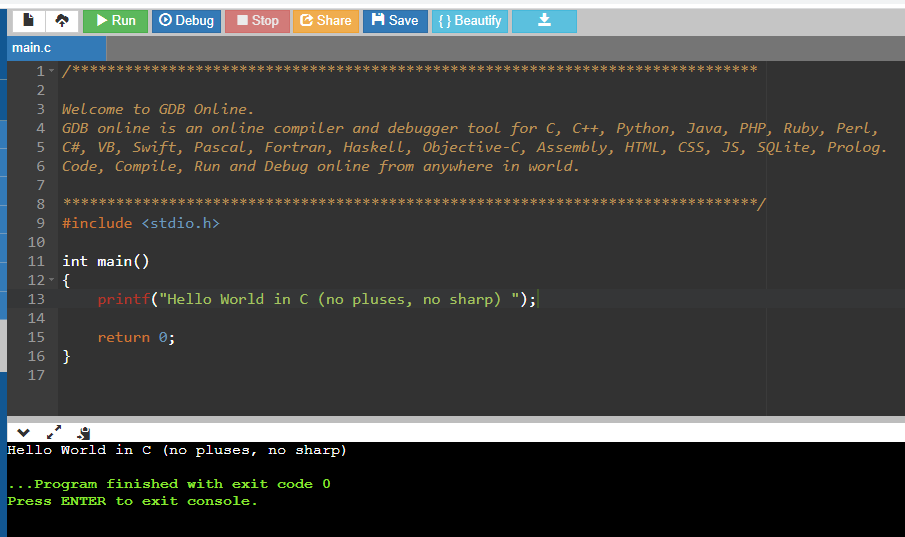 Run Debug Stop Share Save { } Beautify
main.c
1 /******************************************************************************
2
3 Welcome to GDB Online.
4 GDB online is an online compiler and debugger tool for C, C++, Python, Java, PHP, Ruby, Perl,
5 C#, VB, Swift, Pascal, Fortran, Haskell, Objective-C, Assembly, HTML, CSS, JS, SQLite, Prolog.
6 Code, Compile, Run and Debug online from anywhere in world.
7
8 *******************************************************************************/
9 #include <stdio.h>
10
11 int main()
12 {
13     printf("Hello World in C (no pluses, no sharp) ");
14
15     return 0;
16 }
17
Hello World in C (no pluses, no sharp)
...Program finished with exit code 0
Press ENTER to exit console.